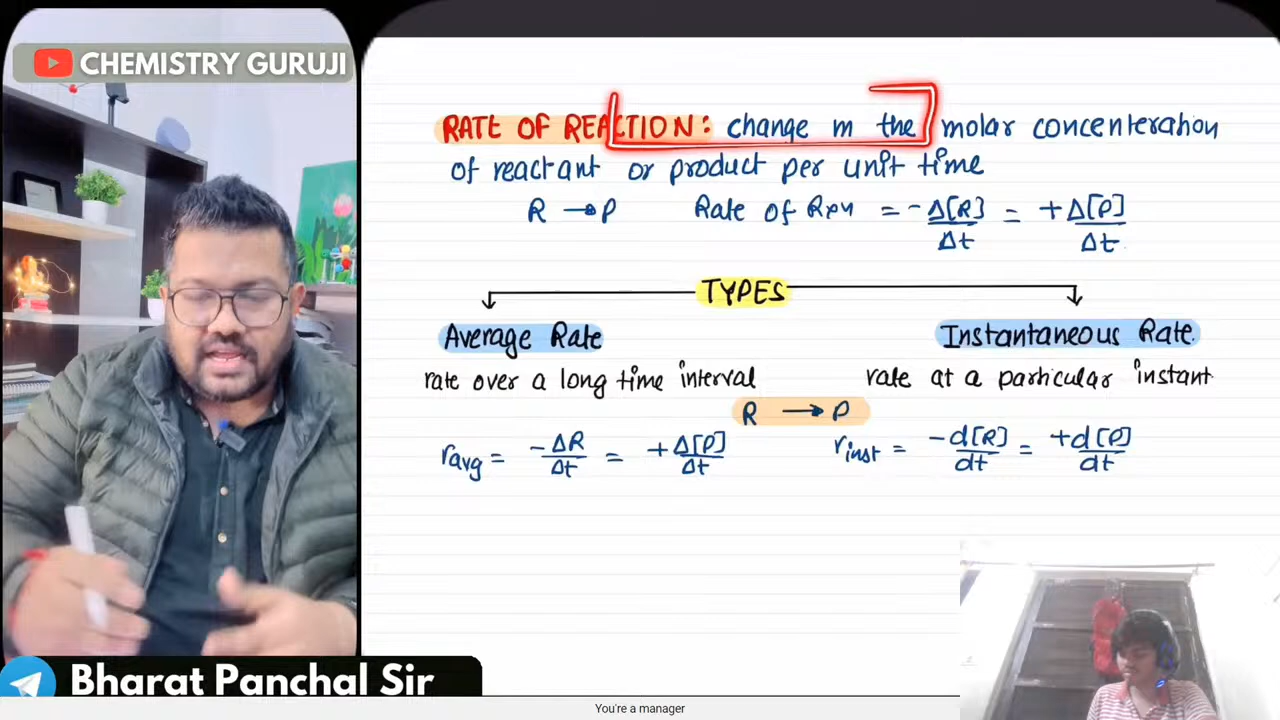 CHEMISTRY GURUJI
RATE OF REACTION: change in the molar concenteration
of reactant or product per unit time
R → P Rate of Rxn = -Δ[R]/Δt = +Δ[P]/Δt
TYPES
Average Rate Instantaneous Rate.
rate over a long time interval rate at a particular instant
R → P
ravg = -ΔR/Δt = +Δ[P]/Δt rinst = -d[R]/dt = +d[P]/dt
Bharat Panchal Sir
You're a manager